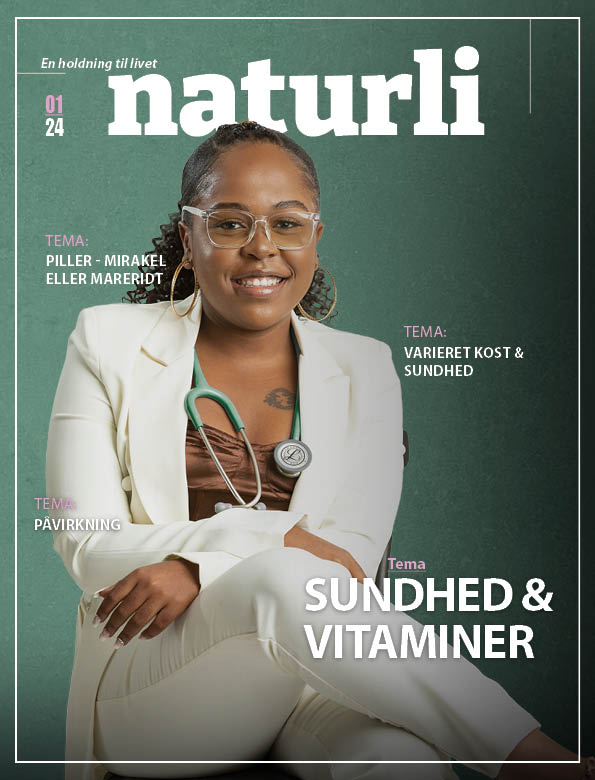 En holdning til livet
naturli
01
24
TEMA:
PILLER - MIRAKEL
ELLER MARERIDT
TEMA:
VARIERET KOST &
SUNDHED
TEMA:
PÅVIRKNING
Tema
SUNDHED &
VITAMINER